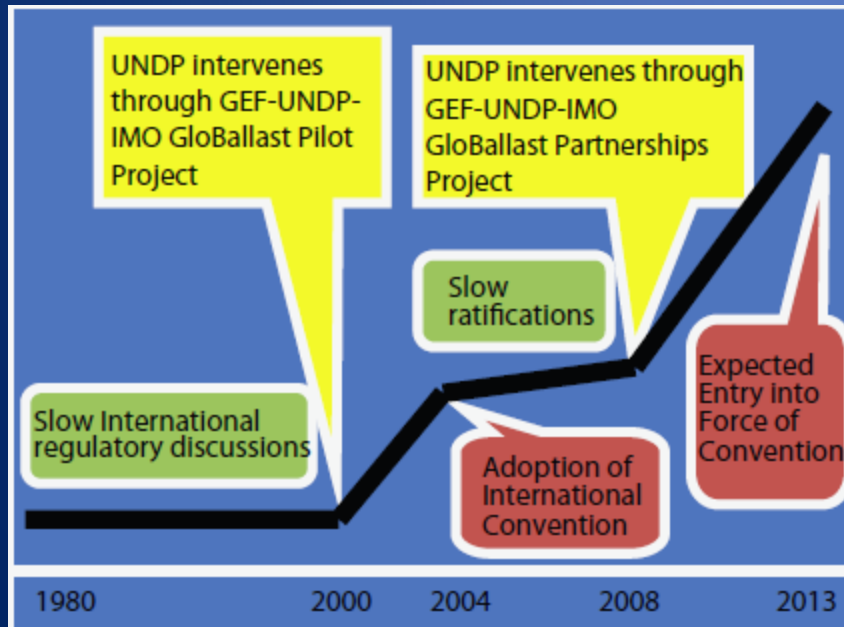 UNDP intervenes
through GEF-UNDP-
IMO GloBallast Pilot
Project
UNDP intervenes through
GEF-UNDP-IMO
GloBallast Partnerships
Project
Slow
ratifications
Slow International
regulatory discussions
Adoption of
International
Convention
Expected
Entry into
Force of
Convention
1980 2000 2004 2008 2013